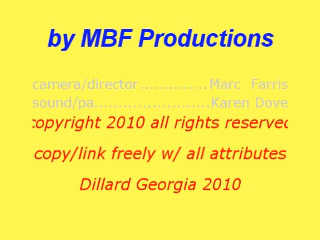 by MBF Productions
camera/director..............Marc Farris
sound/pa........................Karen Dove
copyright 2010 all rights reserved
copy/link freely w/ all attributes
Dillard Georgia 2010